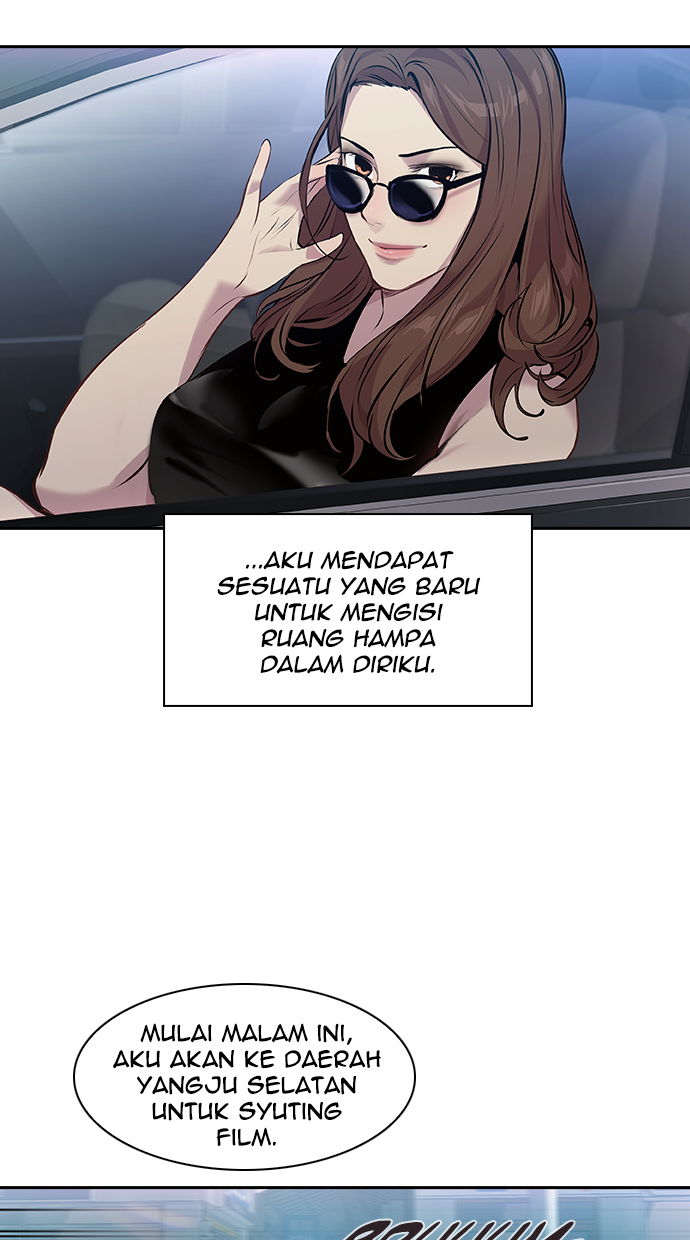 ...AKU MENDAPAT
SESUATU YANG BARU
UNTUK MENGISI
RUANG HAMPA
DALAM DIRIKU.
MULAI MALAM INI,
AKU AKAN KE DAERAH
YANGJU SELATAN
UNTUK SYUTING
FILM.